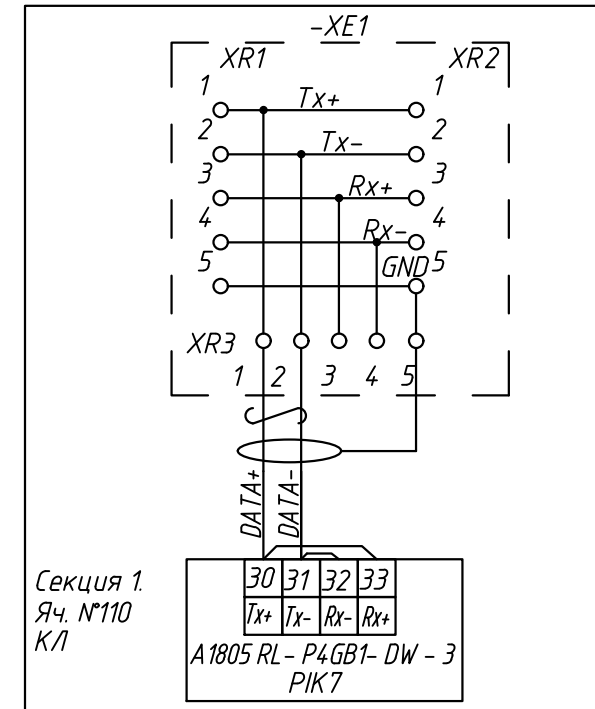 -XE1
XR1 XR2
1 Tx+ 1
2 Tx- 2
3 Rx+ 3
4 Rx- 4
5 GND 5
XR3
1 2 3 4 5
DATA+ DATA-
30 31 32 33
Tx+ Tx- Rx- Rx+
Секция 1.
Яч. №110
КЛ
A1805 RL - P4GB1- DW - 3
PIK7